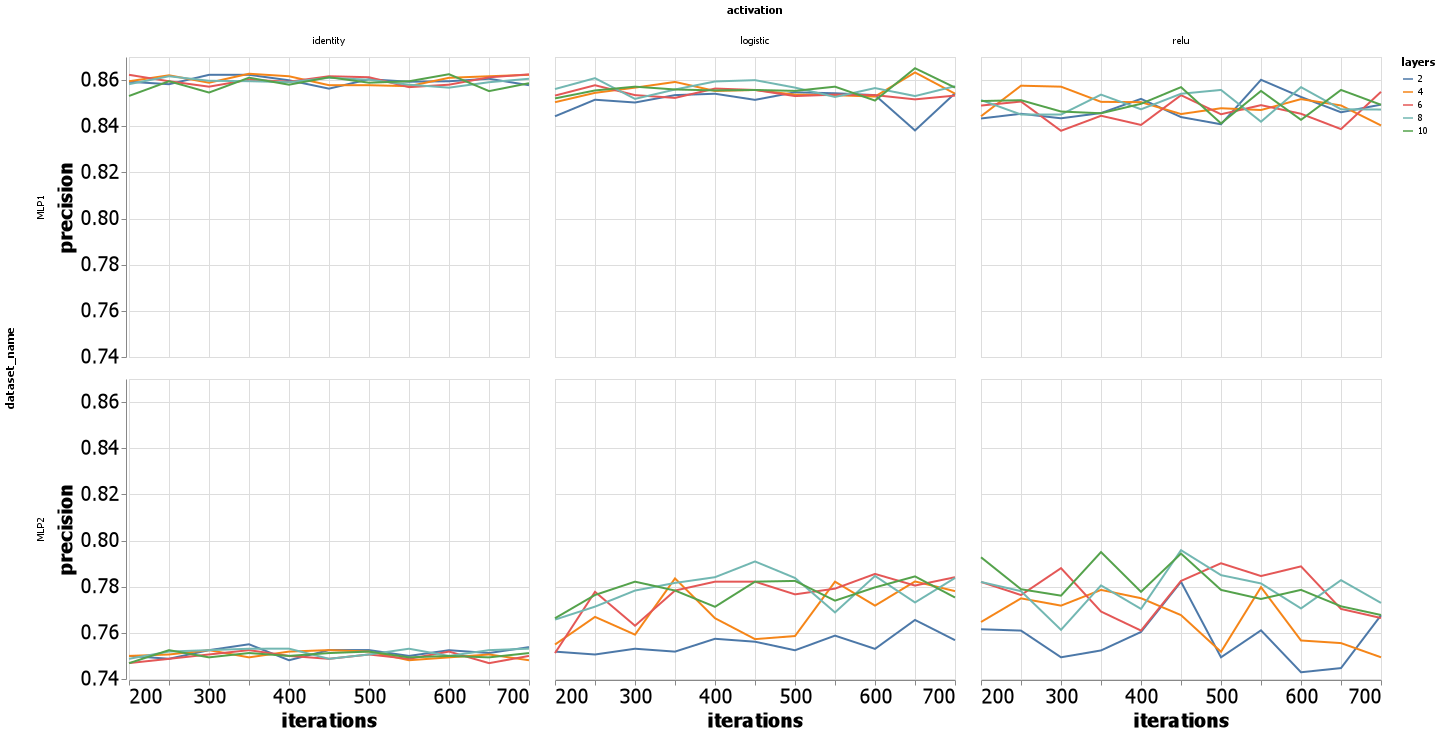 activation
identity logistic relu
layers
2
4
6
8
10
dataset_name
MLP1
precision
0.86
0.84
0.82
0.80
0.78
0.76
0.74
MLP2
precision
0.86
0.84
0.82
0.80
0.78
0.76
0.74
200 300 400 500 600 700 200 300 400 500 600 700 200 300 400 500 600 700
iterations iterations iterations